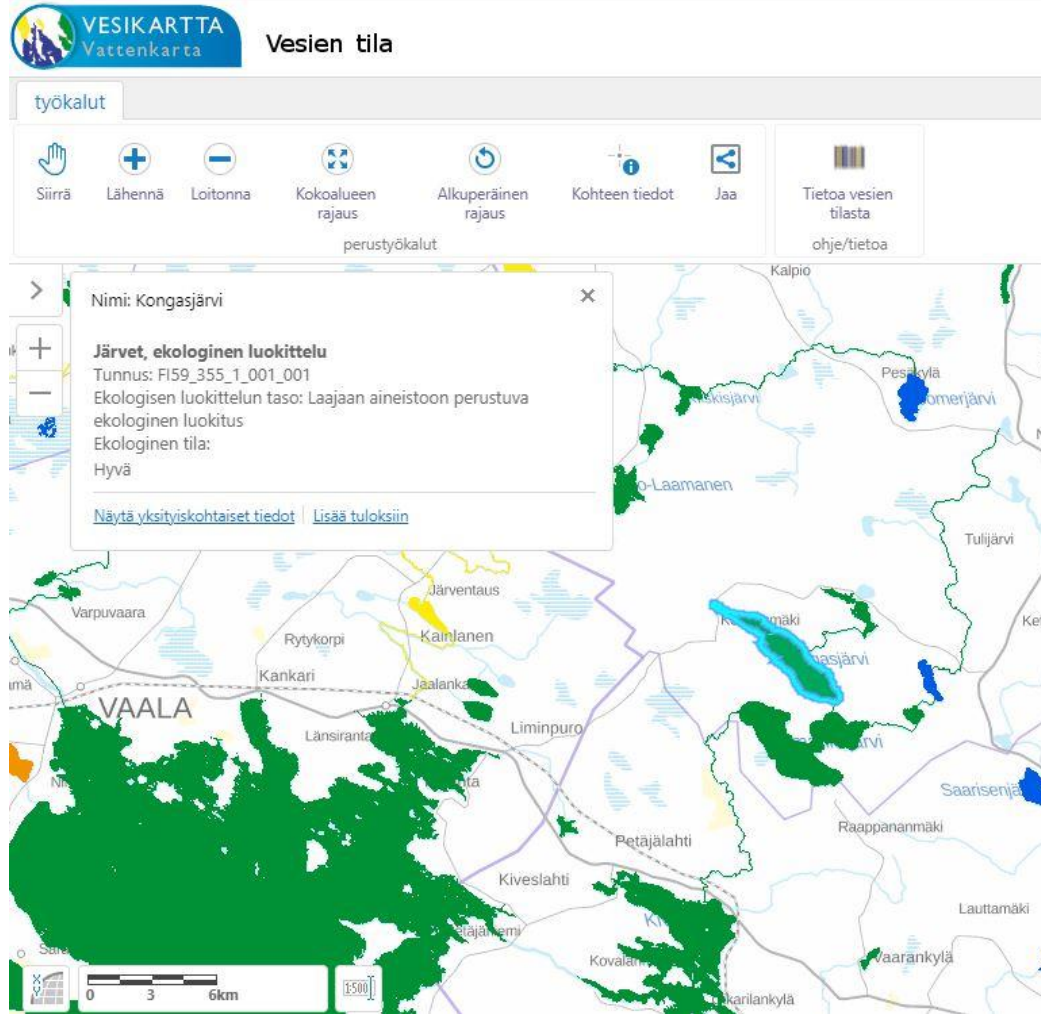 VESIKARTTA
Vattenkarta
Vesien tila
työkalut
Siirrä
Lähennä
Loitonna
Kokoalueen
rajaus
Alkuperäinen
rajaus
Kohteen tiedot
Jaa
Tietoa vesien
tilasta
perustyökalut
ohje/tietoa
Nimi: Kongasjärvi
Järvet, ekologinen luokittelu
Tunnus: FI59_355_1_001_001
Ekologisen luokittelun taso: Laajaan aineistoon perustuva
ekologinen luokitus
Ekologinen tila:
Hyvä
Näytä yksityiskohtaiset tiedot
Lisää tuloksiin
Kalpio
Pesäkylä
Tulijärvi
Järventaus
Varpuvaara
Rytykorpi
Kainlanen
Kankari
VAALA
Länsiranta
Liminpuro
Petäjälahti
Raappananmäki
Kiveslahti
Lauttamäki
Vaarankylä
0 3 6km
1:500